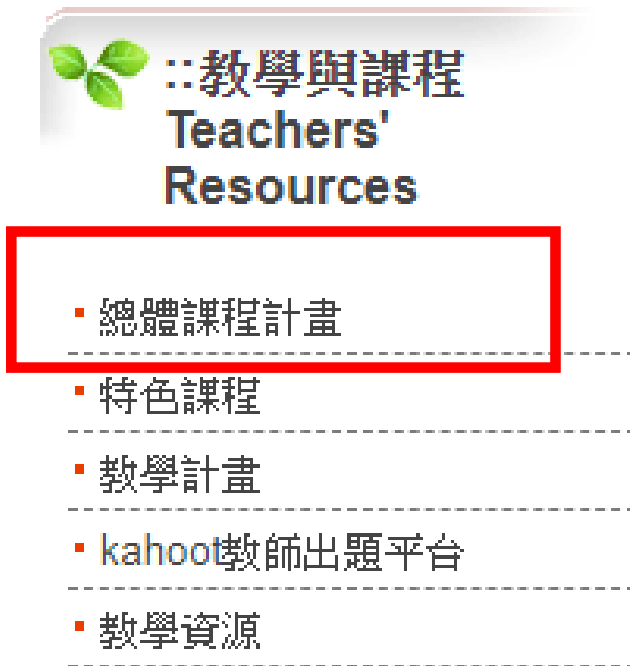 ::教學與課程
Teachers'
Resources
總體課程計畫
特色課程
教學計畫
kahoot教師出題平台
教學資源